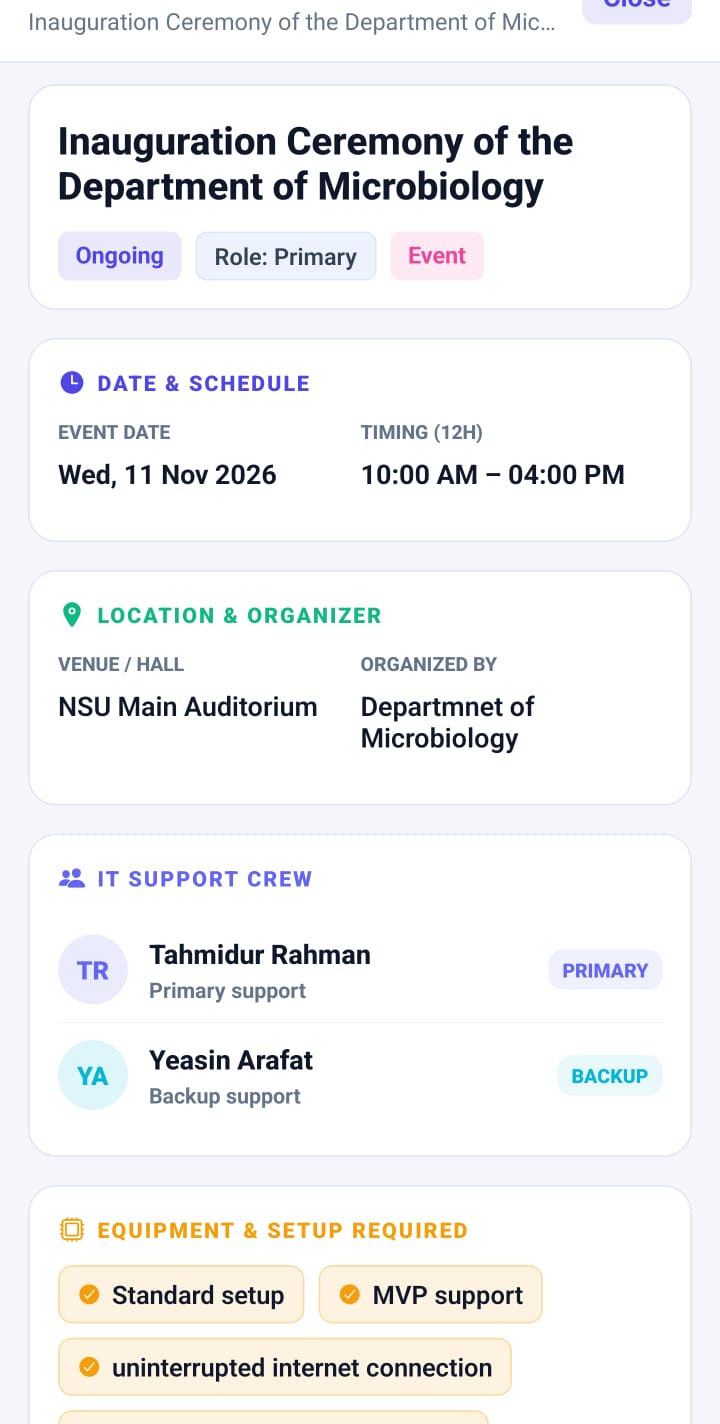 Inauguration Ceremony of the Department of Mic...
Close
Inauguration Ceremony of the
Department of Microbiology
Ongoing
Role: Primary
Event
DATE & SCHEDULE
EVENT DATE
TIMING (12H)
Wed, 11 Nov 2026
10:00 AM – 04:00 PM
LOCATION & ORGANIZER
VENUE / HALL
ORGANIZED BY
NSU Main Auditorium
Departmnet of
Microbiology
IT SUPPORT CREW
TR
Tahmidur Rahman
Primary support
PRIMARY
YA
Yeasin Arafat
Backup support
BACKUP
EQUIPMENT & SETUP REQUIRED
Standard setup
MVP support
uninterrupted internet connection